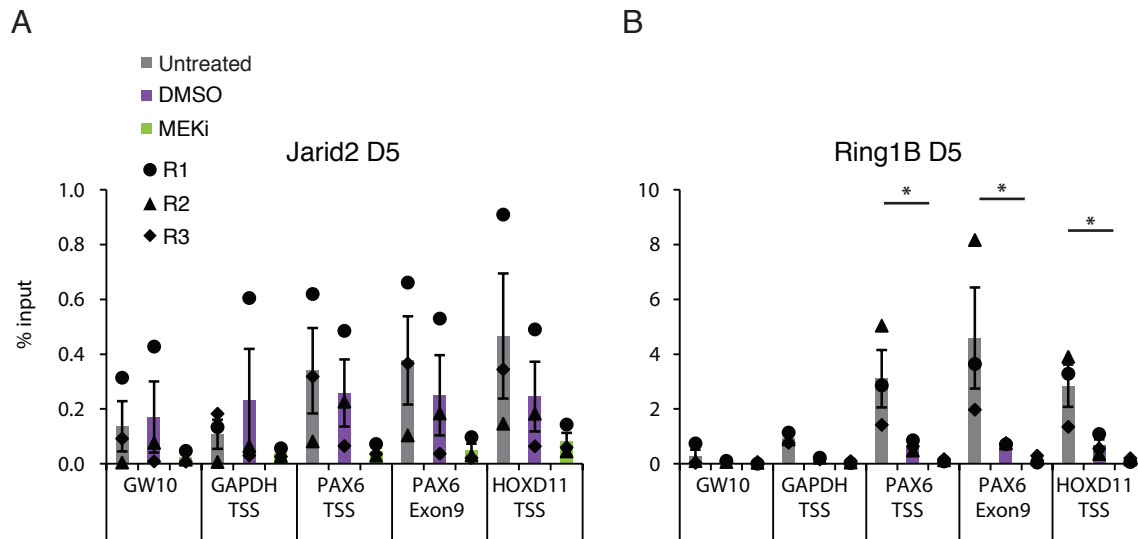 A
B
Untreated
DMSO
MEKi
R1
R2
R3
Jarid2 D5
Ring1B D5
% input
1.0
0.8
0.6
0.4
0.2
0.0
GW10
GAPDH
TSS
PAX6
TSS
PAX6
Exon9
HOXD11
TSS
10
8
6
4
2
0
*
*
*
GW10
GAPDH
TSS
PAX6
TSS
PAX6
Exon9
HOXD11
TSS